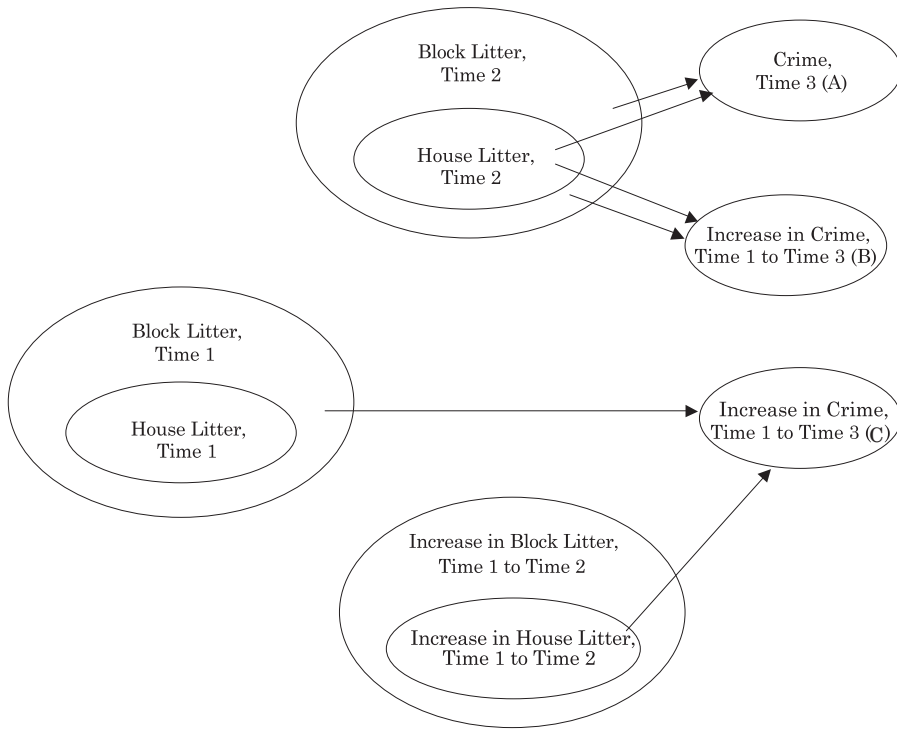 Block Litter,
Time 2
Crime,
Time 3 (A)
House Litter,
Time 2
Increase in Crime,
Time 1 to Time 3 (B)
Block Litter,
Time 1
House Litter,
Time 1
Increase in Crime,
Time 1 to Time 3 (C)
Increase in Block Litter,
Time 1 to Time 2
Increase in House Litter,
Time 1 to Time 2